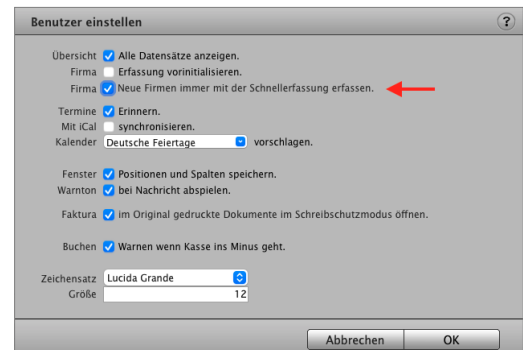 Benutzer einstellen ?
Übersicht Alle Datensätze anzeigen.
Firma Erfassung vorinitialisieren.
Firma Neue Firmen immer mit der Schnellerfassung erfassen.
Termine Erinnern.
Mit iCal synchronisieren.
Kalender Deutsche Feiertage vorschlagen.
Fenster Positionen und Spalten speichern.
Warnton bei Nachricht abspielen.
Faktura im Original gedruckte Dokumente im Schreibschutzmodus öffnen.
Buchen Warnen wenn Kasse ins Minus geht.
Zeichensatz Lucida Grande
Größe 12
Abbrechen OK